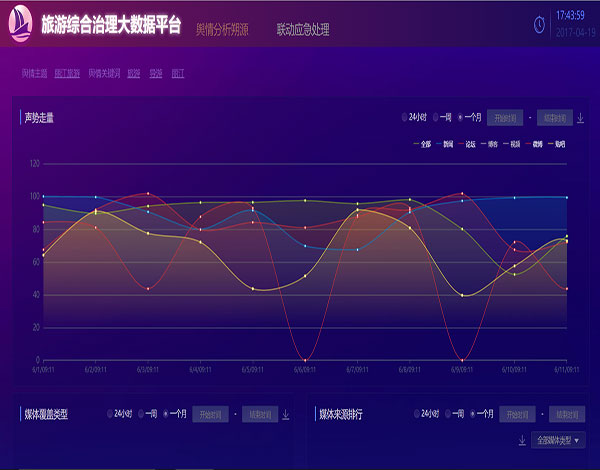 旅游综合治理大数据平台 舆情分析朔源 联动应急处理 17:43:59
2017-04-19
舆情主题 丽江旅游 舆情关键词 旅游 导游 丽江
声势走量 24小时 一周 一个月 开始时间 - 结束时间
全部 新闻 论坛 博客 视频 微博 贴吧
120
100
80
60
40
20
0
6/1/09:11 6/2/09:11 6/3/09:11 6/4/09:11 6/5/09:11 6/6/09:11 6/7/09:11 6/8/09:11 6/9/09:11 6/10/09:11 6/11/09:11
媒体覆盖类型 24小时 一周 一个月 开始时间 - 结束时间
媒体来源排行 24小时 一周 一个月 开始时间 - 结束时间
全部媒体类型